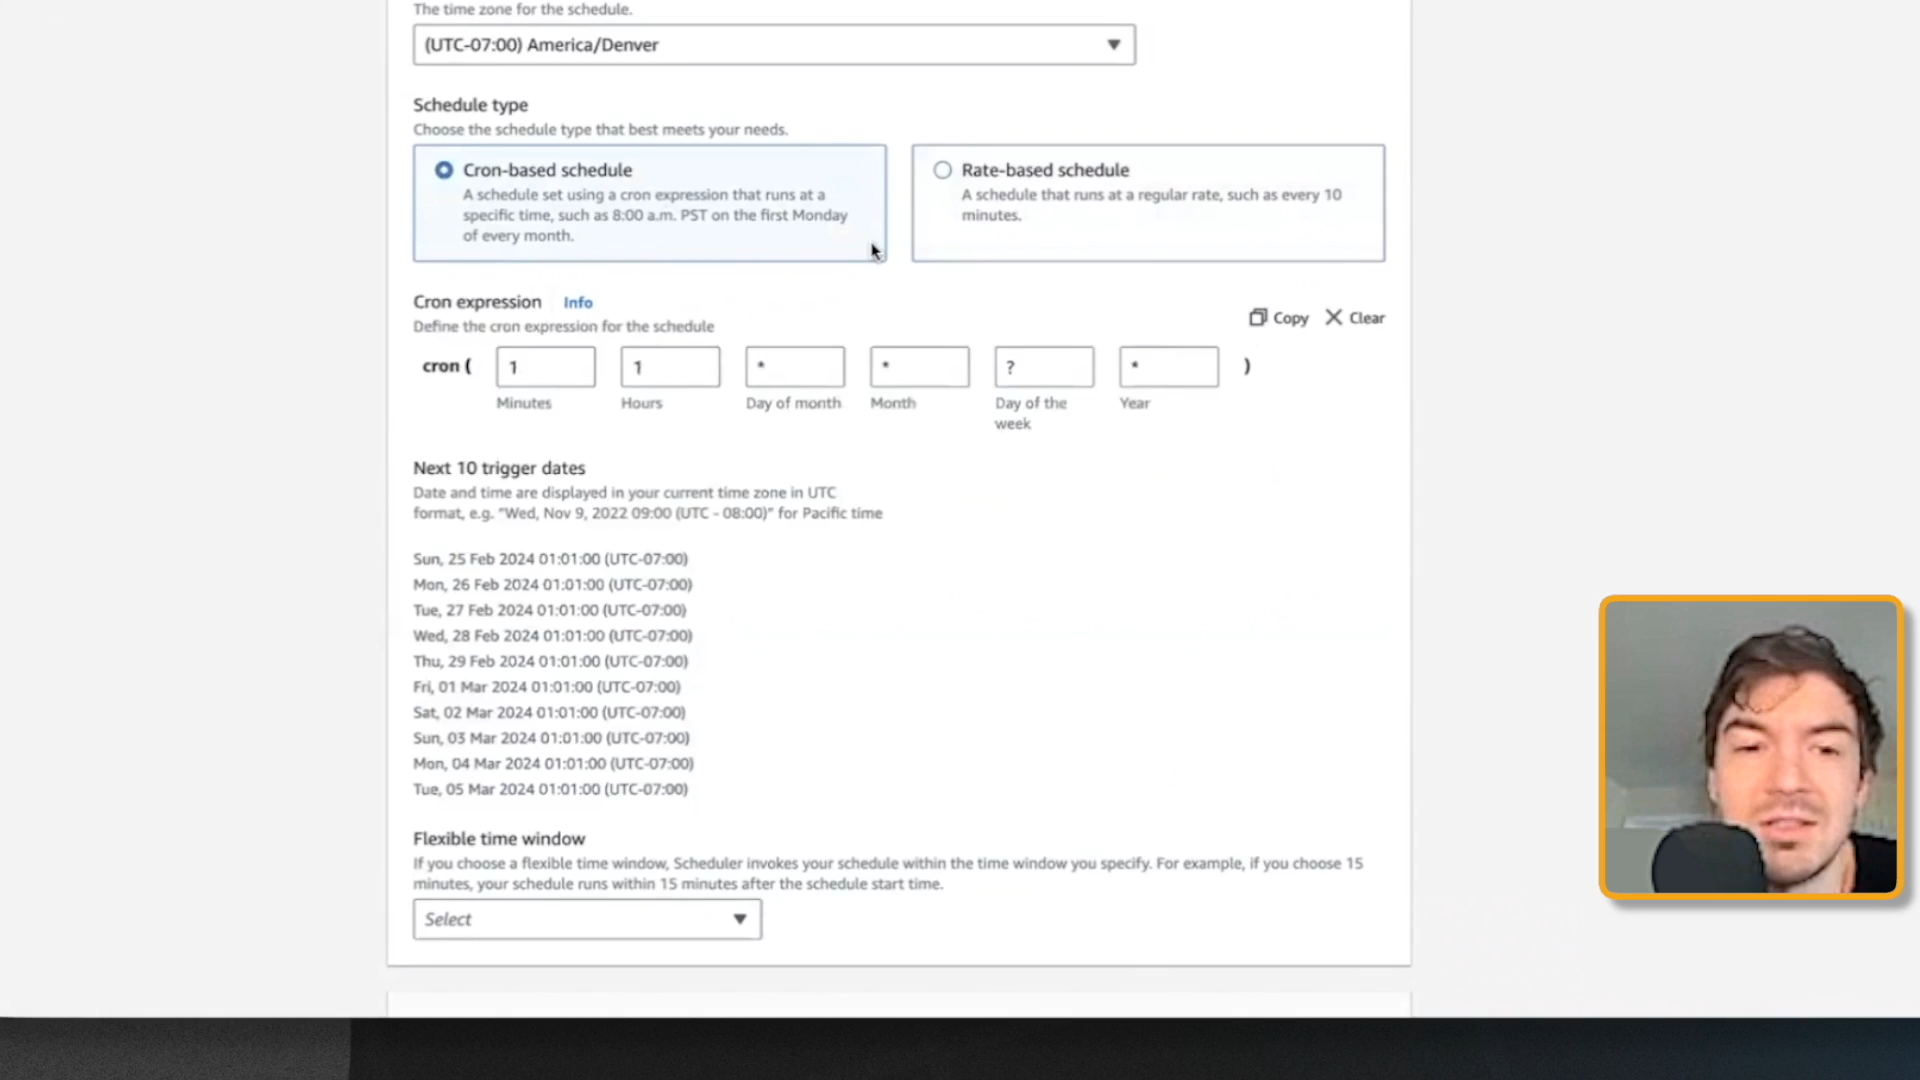 The time zone for the schedule.
(UTC-07:00) America/Denver
Schedule type
Choose the schedule type that best meets your needs.
Cron-based schedule
A schedule set using a cron expression that runs at a
specific time, such as 8:00 a.m. PST on the first Monday
of every month.
Rate-based schedule
A schedule that runs at a regular rate, such as every 10
minutes.
Cron expression Info
Define the cron expression for the schedule
Copy Clear
cron ( 1 1 * * ? * )
Minutes Hours Day of month Month Day of the week Year
Next 10 trigger dates
Date and time are displayed in your current time zone in UTC
format, e.g. "Wed, Nov 9, 2022 09:00 (UTC - 08:00)" for Pacific time
Sun, 25 Feb 2024 01:01:00 (UTC-07:00)
Mon, 26 Feb 2024 01:01:00 (UTC-07:00)
Tue, 27 Feb 2024 01:01:00 (UTC-07:00)
Wed, 28 Feb 2024 01:01:00 (UTC-07:00)
Thu, 29 Feb 2024 01:01:00 (UTC-07:00)
Fri, 01 Mar 2024 01:01:00 (UTC-07:00)
Sat, 02 Mar 2024 01:01:00 (UTC-07:00)
Sun, 03 Mar 2024 01:01:00 (UTC-07:00)
Mon, 04 Mar 2024 01:01:00 (UTC-07:00)
Tue, 05 Mar 2024 01:01:00 (UTC-07:00)
Flexible time window
If you choose a flexible time window, Scheduler invokes your schedule within the time window you specify. For example, if you choose 15
minutes, your schedule runs within 15 minutes after the schedule start time.
Select